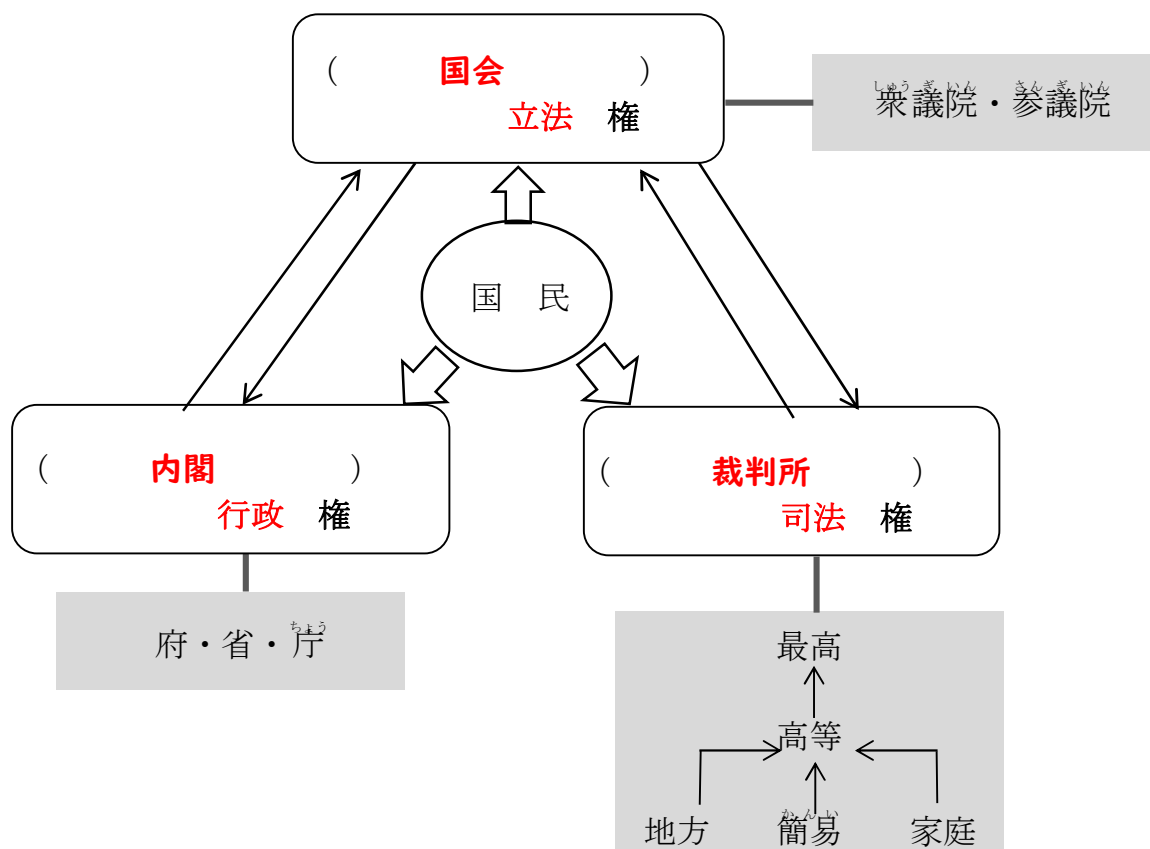 （ 国会 ）
立法 権
しゅうぎいん さんぎいん
衆議院・参議院
国 民
（ 内閣 ）
行政 権
（ 裁判所 ）
司法 権
ちょう
府・省・庁
最高
高等
かんい
地方 簡易 家庭